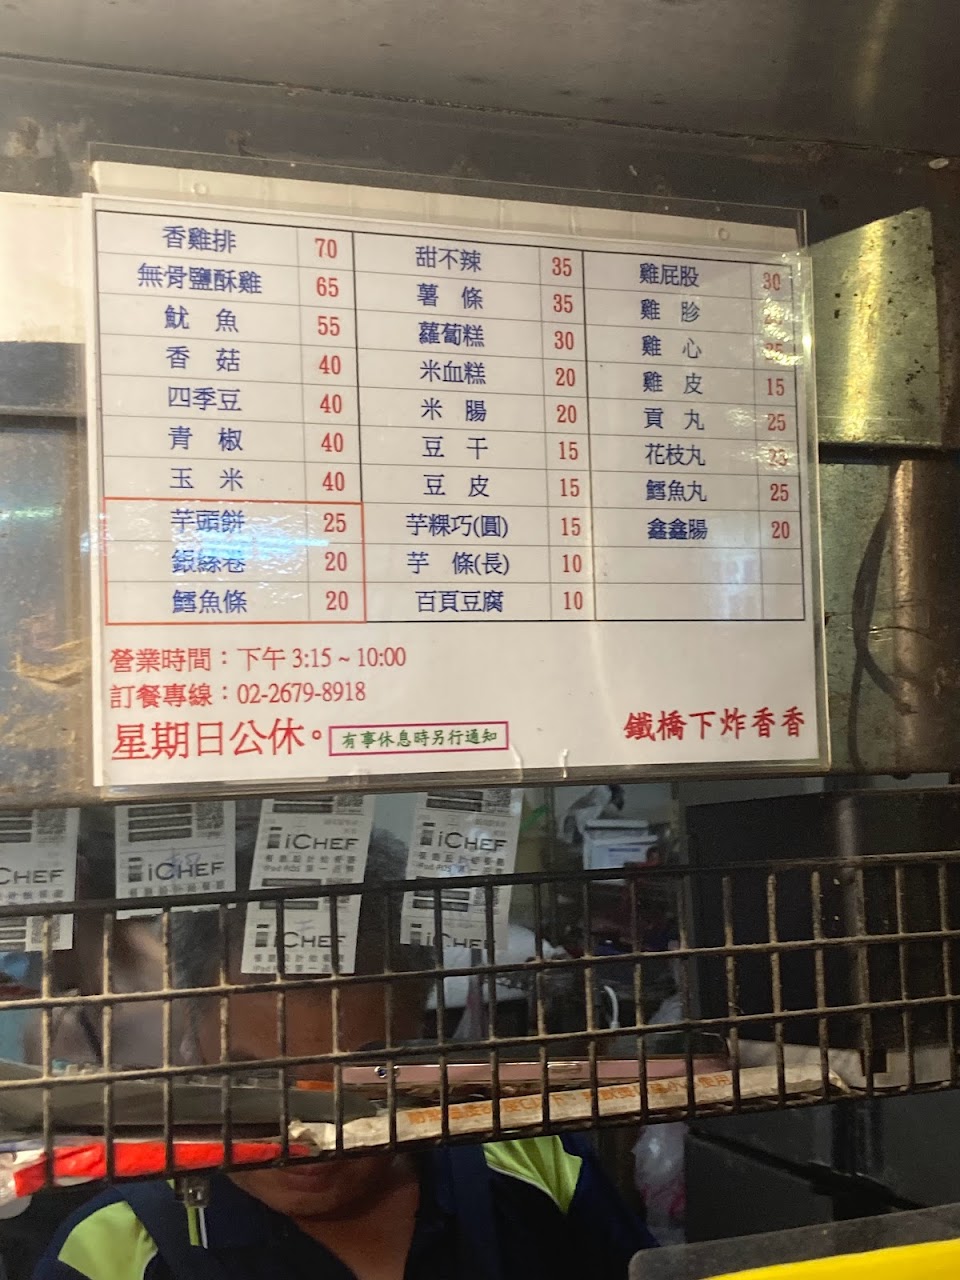 香雞排 70
無骨鹽酥雞 65
魷魚 55
香菇 40
四季豆 40
青椒 40
玉米 40
芋頭餅 25
銀絲卷 20
鱈魚條 20
甜不辣 35
薯條 35
蘿蔔糕 30
米血糕 20
米腸 20
豆干 15
豆皮 15
芋粿巧(圓) 15
芋條(長) 10
百頁豆腐 10
雞屁股 30
雞胗
雞心
雞皮 15
貢丸 25
花枝丸
鱈魚丸 25
鑫鑫腸 20
營業時間：下午 3:15 ~ 10:00
訂餐專線：02-2679-8918
星期日公休。
有事休息時另行通知
鐵橋下炸香香
iCHEF
iCHEF
iCHEF
iCHEF
iCHEF